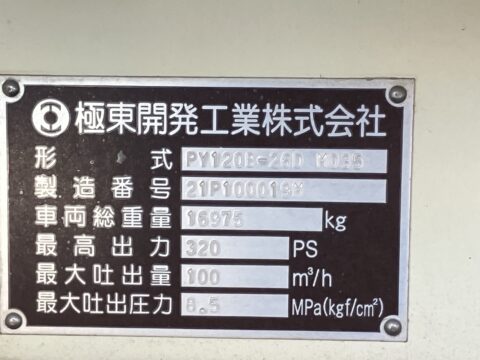 極東開発工業株式会社
形式 PY120B-26D
製造番号
車両総重量 16975 kg
最高出力 320 PS
最大吐出量 100 m³/h
最大吐出圧力 8.5 MPa(kgf/cm²)